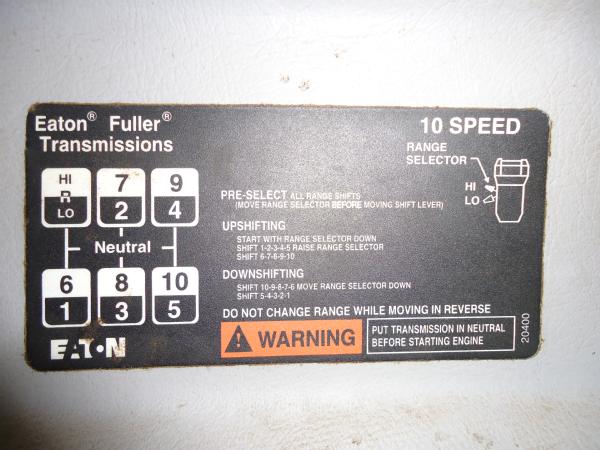 Eaton® Fuller®
Transmissions
10 SPEED
RANGE
SELECTOR
HI
LO
HI
R
LO
7
2
9
4
Neutral
6
1
8
3
10
5
PRE-SELECT ALL RANGE SHIFTS
(MOVE RANGE SELECTOR BEFORE MOVING SHIFT LEVER)
UPSHIFTING
START WITH RANGE SELECTOR DOWN
SHIFT 1-2-3-4-5 RAISE RANGE SELECTOR
SHIFT 6-7-8-9-10
DOWNSHIFTING
SHIFT 10-9-8-7-6 MOVE RANGE SELECTOR DOWN
SHIFT 5-4-3-2-1
DO NOT CHANGE RANGE WHILE MOVING IN REVERSE
WARNING
PUT TRANSMISSION IN NEUTRAL
BEFORE STARTING ENGINE
20400
EATON